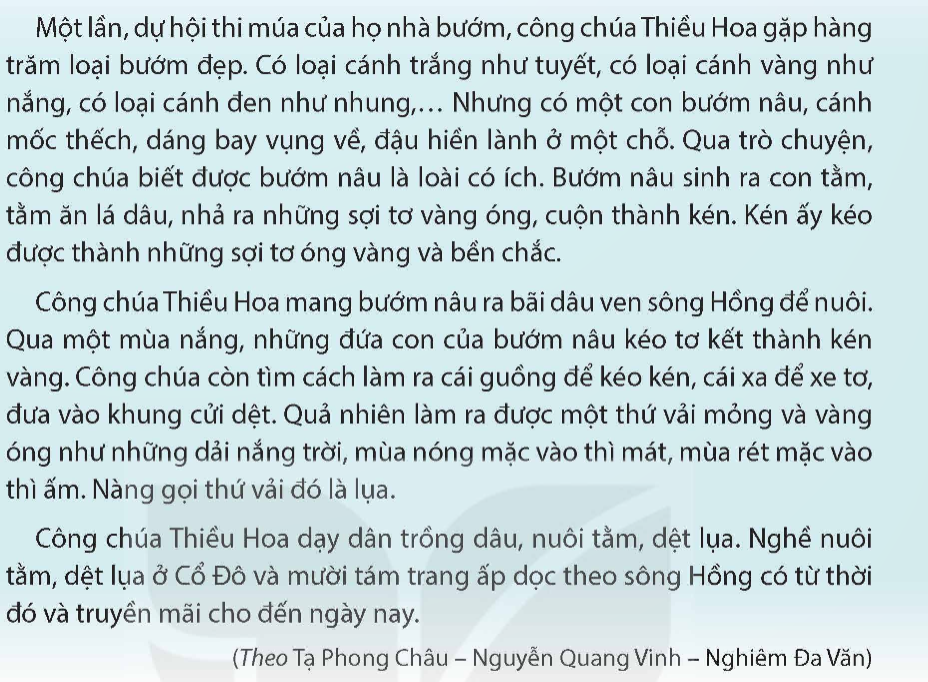 Một lần, dự hội thi múa của họ nhà bướm, công chúa Thiều Hoa gặp hàng
trăm loại bướm đẹp. Có loại cánh trắng như tuyết, có loại cánh vàng như
nắng, có loại cánh đen như nhung,... Nhưng có một con bướm nâu, cánh
mốc thếch, dáng bay vụng về, đậu hiền lành ở một chỗ. Qua trò chuyện,
công chúa biết được bướm nâu là loài có ích. Bướm nâu sinh ra con tằm,
tằm ăn lá dâu, nhả ra những sợi tơ vàng óng, cuộn thành kén. Kén ấy kéo
được thành những sợi tơ óng vàng và bền chắc.
Công chúa Thiều Hoa mang bướm nâu ra bãi dâu ven sông Hồng để nuôi.
Qua một mùa nắng, những đứa con của bướm nâu kéo tơ kết thành kén
vàng. Công chúa còn tìm cách làm ra cái guồng để kéo kén, cái xa để xe tơ,
đưa vào khung cửi dệt. Quả nhiên làm ra được một thứ vải mỏng và vàng
óng như những dải nắng trời, mùa nóng mặc vào thì mát, mùa rét mặc vào
thì ấm. Nàng gọi thứ vải đó là lụa.
Công chúa Thiều Hoa dạy dân trồng dâu, nuôi tằm, dệt lụa. Nghề nuôi
tằm, dệt lụa ở Cổ Đô và mười tám trang ấp dọc theo sông Hồng có từ thời
đó và truyền mãi cho đến ngày nay.
(Theo Tạ Phong Châu – Nguyễn Quang Vinh – Nghiêm Đa Văn)